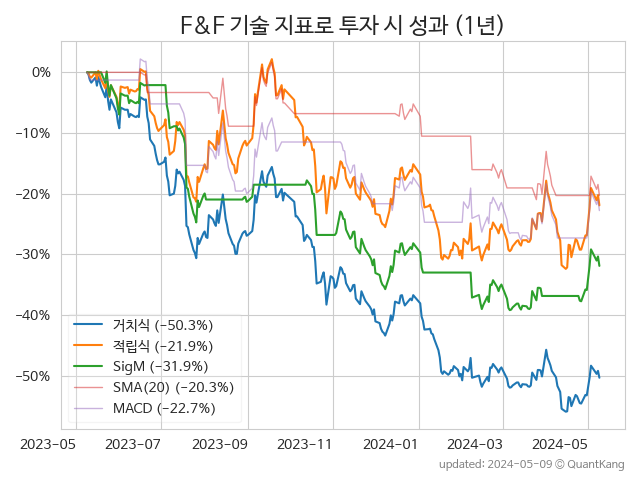 F&F 기술 지표로 투자 시 성과 (1년)
0%
−10%
−20%
−30%
−40%
−50%
거치식 (−50.3%)
적립식 (−21.9%)
SigM (−31.9%)
SMA(20) (−20.3%)
MACD (−22.7%)
2023-05 2023-07 2023-09 2023-11 2024-01 2024-03 2024-05
updated: 2024-05-09 ⓒ QuantKang